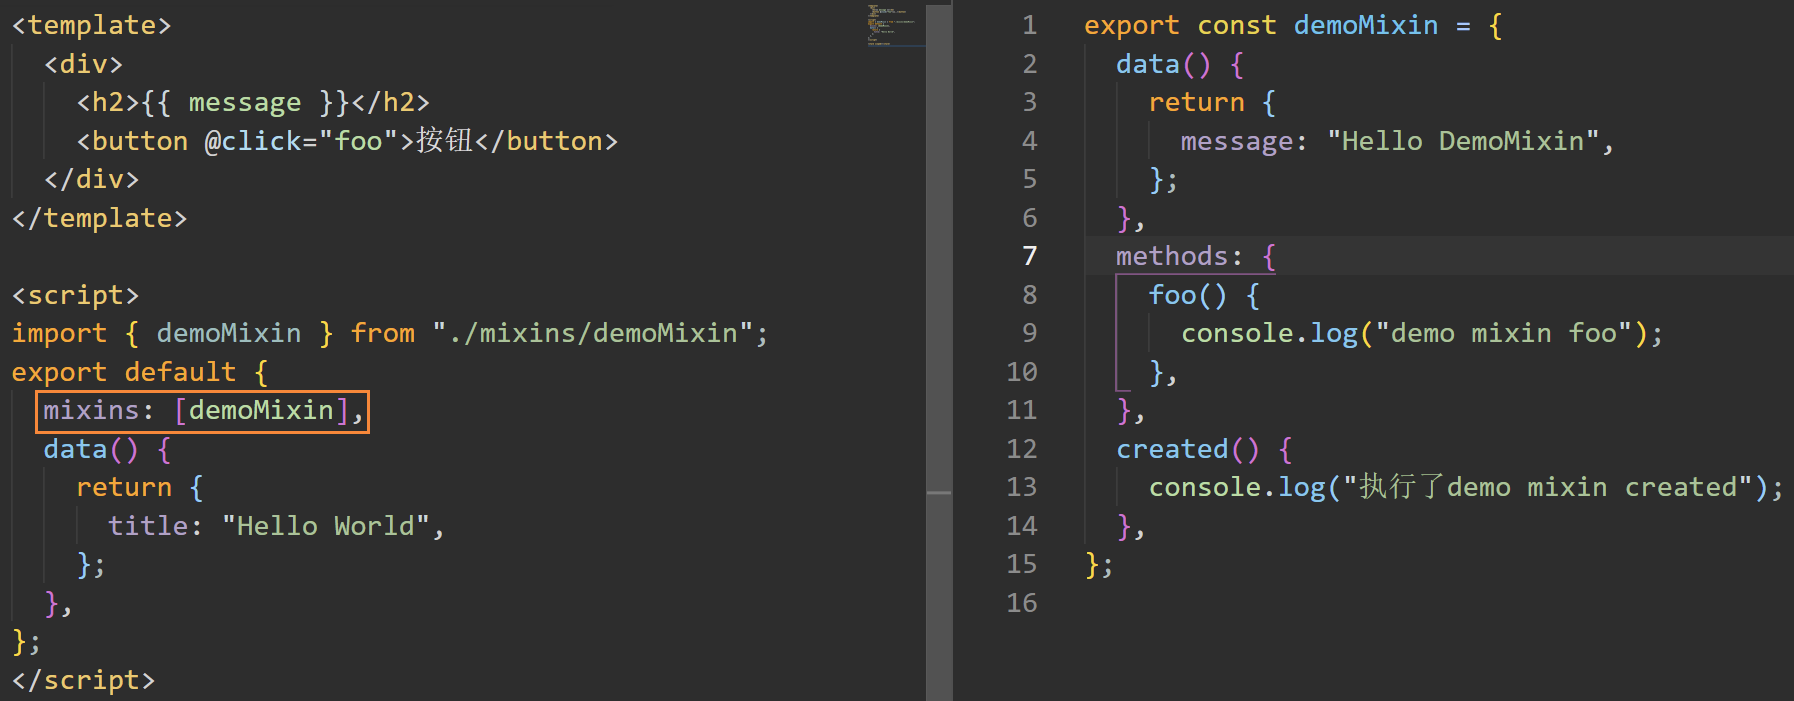 <template>
  <div>
    <h2>{{ message }}</h2>
    <button @click="foo">按钮</button>
  </div>
</template>

<script>
import { demoMixin } from "./mixins/demoMixin";
export default {
  mixins: [demoMixin],
  data() {
    return {
      title: "Hello World",
    };
  },
};
</script>
1 export const demoMixin = {
2   data() {
3     return {
4       message: "Hello DemoMixin",
5     };
6   },
7   methods: {
8     foo() {
9       console.log("demo mixin foo");
10     },
11   },
12   created() {
13     console.log("执行了demo mixin created");
14   },
15 };
16